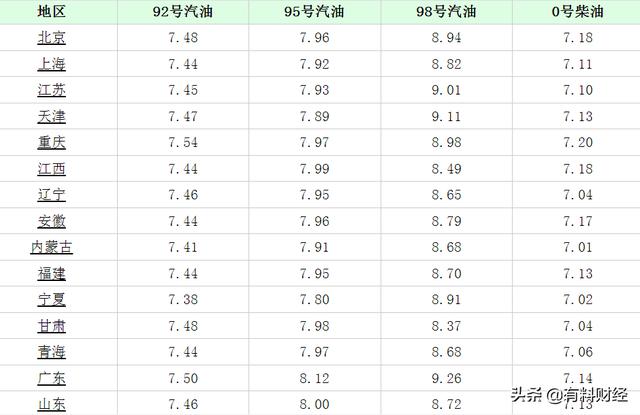 地区 92号汽油 95号汽油 98号汽油 0号柴油
北京 7.48 7.96 8.94 7.18
上海 7.44 7.92 8.82 7.11
江苏 7.45 7.93 9.01 7.10
天津 7.47 7.89 9.11 7.13
重庆 7.54 7.97 8.98 7.20
江西 7.44 7.99 8.49 7.18
辽宁 7.46 7.95 8.65 7.04
安徽 7.44 7.96 8.79 7.17
内蒙古 7.41 7.91 8.68 7.01
福建 7.44 7.95 8.70 7.13
宁夏 7.38 7.80 8.91 7.02
甘肃 7.48 7.98 8.37 7.04
青海 7.44 7.97 8.68 7.06
广东 7.50 8.12 9.26 7.14
山东 7.46 8.00 8.72 7.13
头条 @有料财经